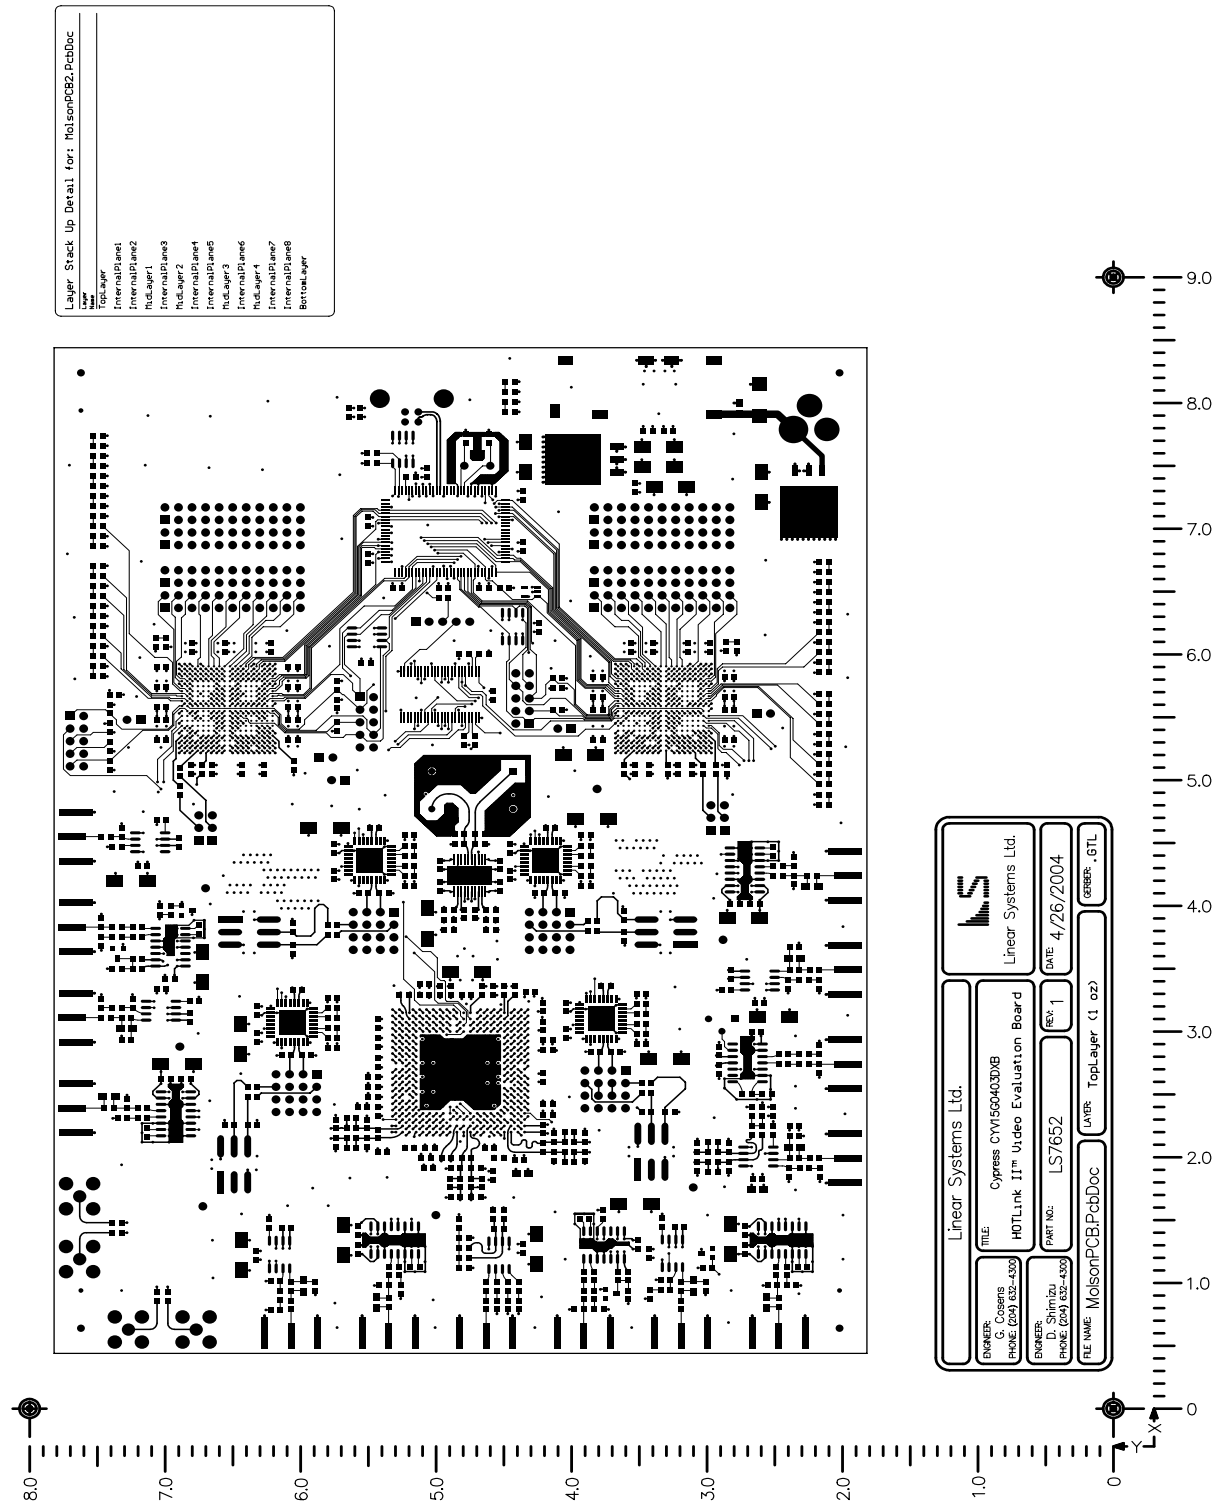 Layer Stack Up Detail for: MolsonPCB2.PcbDoc
Layer
Name
TopLayer
InternalPlane1
InternalPlane2
MidLayer1
InternalPlane3
MidLayer2
InternalPlane4
InternalPlane5
MidLayer3
InternalPlane6
MidLayer4
InternalPlane7
InternalPlane8
BottomLayer
9.0
8.0
7.0
6.0
5.0
4.0
3.0
2.0
1.0
0
X
Y
8.0
7.0
6.0
5.0
4.0
3.0
2.0
1.0
0
Linear Systems Ltd.
LS
Linear Systems Ltd.
ENGINEER:
G. Cosens
PHONE: (204) 632-4300
TITLE:
Cypress CYV15G0403DXB
HOTLink II™ Video Evaluation Board
ENGINEER:
D. Shimizu
PHONE: (204) 632-4300
PART NO.: LS7652
REV: 1
DATE: 4/26/2004
FILE NAME: MolsonPCB.PcbDoc
LAYER: TopLayer (1 oz)
GERBER: .GTL